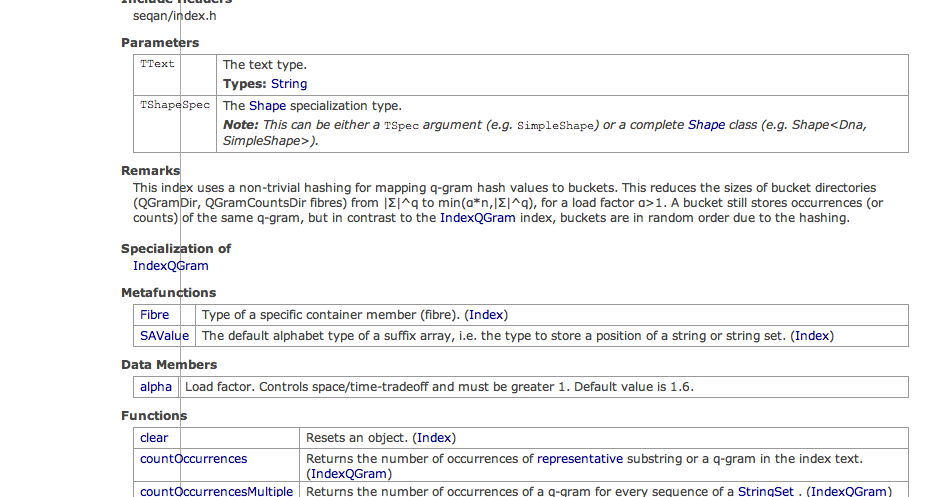 Include Headers
seqan/index.h
Parameters
TText
The text type.
Types: String
TShapeSpec
The Shape specialization type.
Note: This can be either a TSpec argument (e.g. SimpleShape) or a complete Shape class (e.g. Shape<Dna,
SimpleShape>).
Remarks
This index uses a non-trivial hashing for mapping q-gram hash values to buckets. This reduces the sizes of bucket directories
(QGramDir, QGramCountsDir fibres) from |Σ|^q to min(α*n,|Σ|^q), for a load factor α>1. A bucket still stores occurrences (or
counts) of the same q-gram, but in contrast to the IndexQGram index, buckets are in random order due to the hashing.
Specialization of
IndexQGram
Metafunctions
Fibre Type of a specific container member (fibre). (Index)
SAValue The default alphabet type of a suffix array, i.e. the type to store a position of a string or string set. (Index)
Data Members
alpha Load factor. Controls space/time-tradeoff and must be greater 1. Default value is 1.6.
Functions
clear Resets an object. (Index)
countOccurrences Returns the number of occurrences of representative substring or a q-gram in the index text.
(IndexQGram)
countOccurrencesMultiple Returns the number of occurrences of a q-gram for every sequence of a StringSet . (IndexQGram)